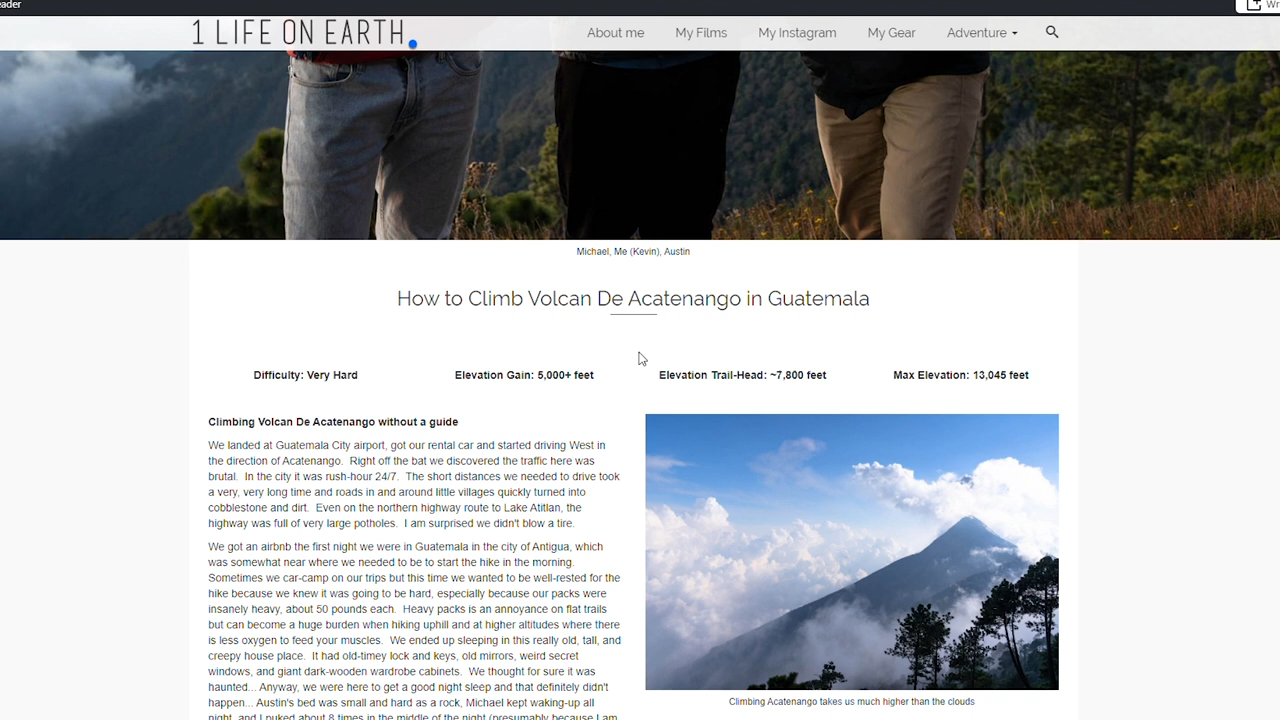 1 LIFE ON EARTH.
About me My Films My Instagram My Gear Adventure
Michael, Me (Kevin), Austin
How to Climb Volcan De Acatenango in Guatemala
Difficulty: Very Hard Elevation Gain: 5,000+ feet Elevation Trail-Head: ~7,800 feet Max Elevation: 13,045 feet
Climbing Volcan De Acatenango without a guide
We landed at Guatemala City airport, got our rental car and started driving West in
the direction of Acatenango. Right off the bat we discovered the traffic here was
brutal. In the city it was rush-hour 24/7. The short distances we needed to drive took
a very, very long time and roads in and around little villages quickly turned into
cobblestone and dirt. Even on the northern highway route to Lake Atitlan, the
highway was full of very large potholes. I am surprised we didn't blow a tire.
We got an airbnb the first night we were in Guatemala in the city of Antigua, which
was somewhat near where we needed to be to start the hike in the morning.
Sometimes we car-camp on our trips but this time we wanted to be well-rested for the
hike because we knew it was going to be hard, especially because our packs were
insanely heavy, about 50 pounds each. Heavy packs is an annoyance on flat trails
but can become a huge burden when hiking uphill and at higher altitudes where there
is less oxygen to feed your muscles. We ended up sleeping in this really old, tall, and
creepy house place. It had old-timey lock and keys, old mirrors, weird secret
windows, and giant dark-wooden wardrobe cabinets. We thought for sure it was
haunted... Anyway, we were here to get a good night sleep and that definitely didn't
happen... Austin's bed was small and hard as a rock, Michael kept waking-up all
night, and I puked about 8 times in the middle of the night (presumably because I am
Climbing Acatenango takes us much higher than the clouds